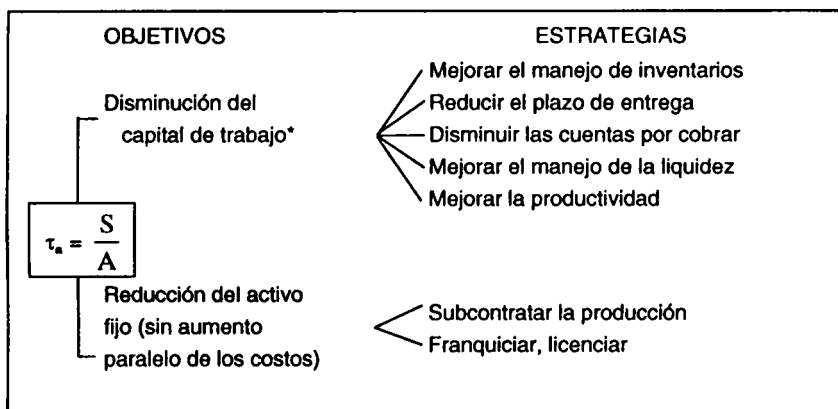 OBJETIVOS
ESTRATEGIAS
Disminución del
capital de trabajo*
Mejorar el manejo de inventarios
Reducir el plazo de entrega
Disminuir las cuentas por cobrar
Mejorar el manejo de la liquidez
Mejorar la productividad
τₐ = S/A
Reducción del activo
fijo (sin aumento
paralelo de los costos)
Subcontratar la producción
Franquiciar, licenciar